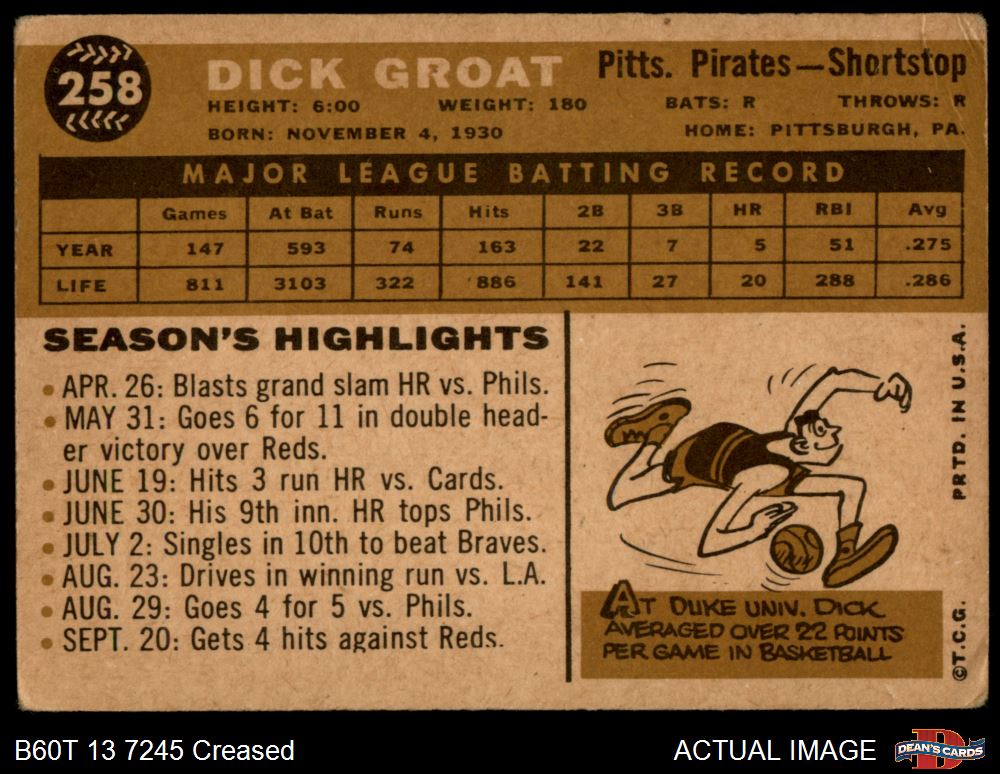 258
DICK GROAT
Pitts. Pirates—Shortstop
HEIGHT: 6:00 WEIGHT: 180 BATS: R THROWS: R
BORN: NOVEMBER 4, 1930 HOME: PITTSBURGH, PA.
MAJOR LEAGUE BATTING RECORD
Games At Bat Runs Hits 2B 3B HR RBI Avg
YEAR 147 593 74 163 22 7 5 51 .275
LIFE 811 3103 322 886 141 27 20 288 .286
SEASON'S HIGHLIGHTS
• APR. 26: Blasts grand slam HR vs. Phils.
• MAY 31: Goes 6 for 11 in double head-
er victory over Reds.
• JUNE 19: Hits 3 run HR vs. Cards.
• JUNE 30: His 9th inn. HR tops Phils.
• JULY 2: Singles in 10th to beat Braves.
• AUG. 23: Drives in winning run vs. L.A.
• AUG. 29: Goes 4 for 5 vs. Phils.
• SEPT. 20: Gets 4 hits against Reds.
AT DUKE UNIV. DICK
AVERAGED OVER 22 POINTS
PER GAME IN BASKETBALL
©T.C.G. PRTD. IN U.S.A.
B60T 13 7245 Creased
ACTUAL IMAGE
D
DEAN'S CARDS